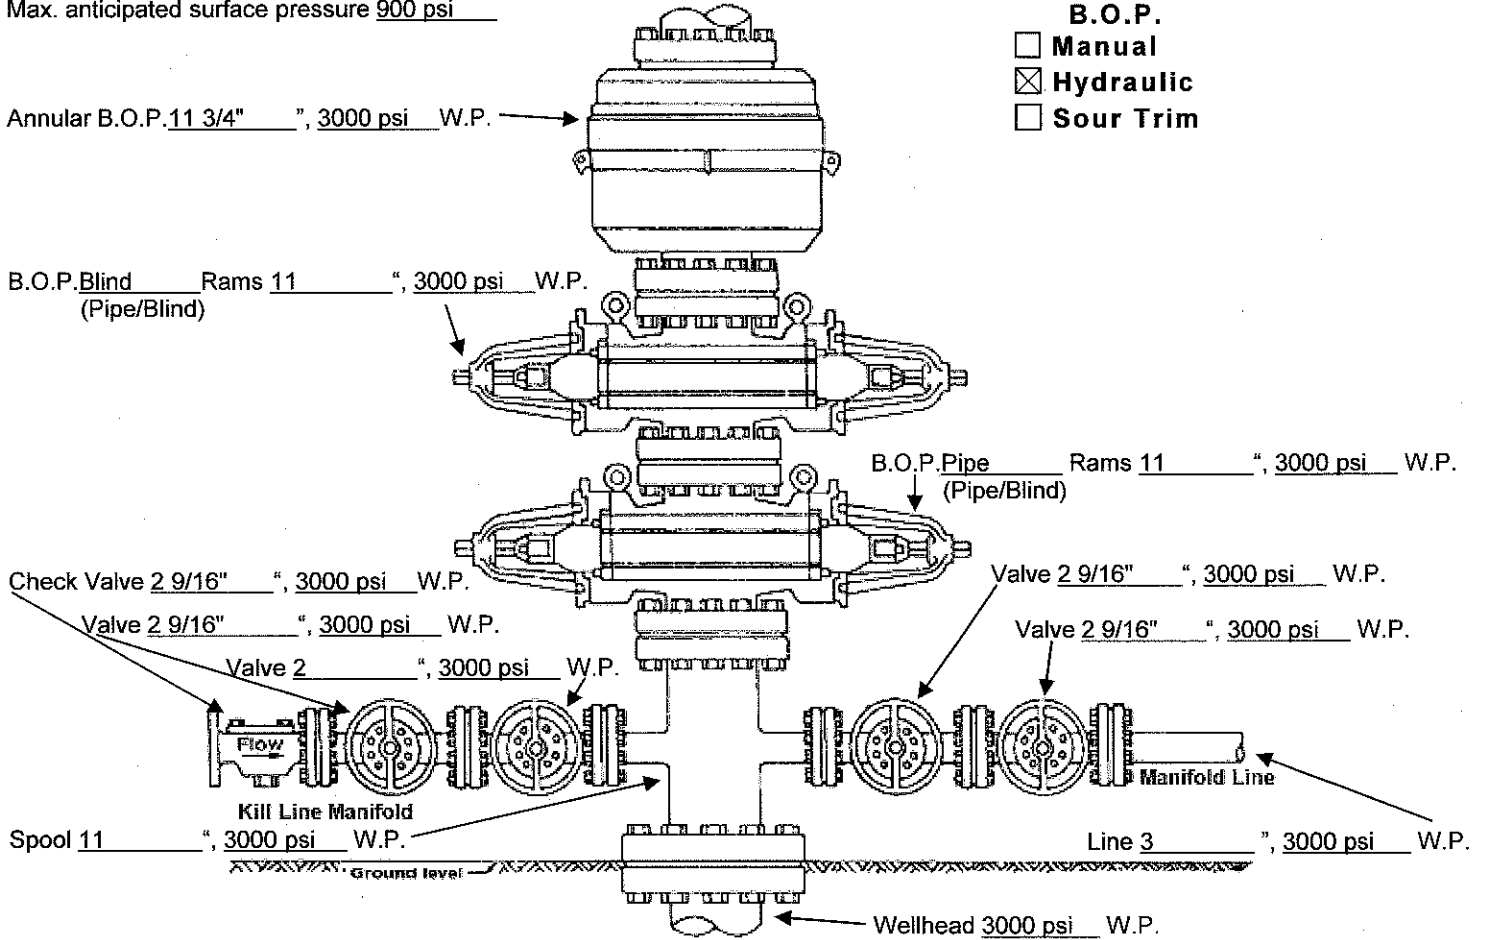 Max. anticipated surface pressure 900 psi
B.O.P.
Manual
Hydraulic
Sour Trim
Annular B.O.P. 11 3/4" ", 3000 psi W.P.
B.O.P. Blind Rams 11 “, 3000 psi W.P.
(Pipe/Blind)
B.O.P. Pipe Rams 11 “, 3000 psi W.P.
(Pipe/Blind)
Check Valve 2 9/16" “, 3000 psi W.P.
Valve 2 9/16" “, 3000 psi W.P.
Valve 2 9/16" “, 3000 psi W.P.
Valve 2 9/16" “, 3000 psi W.P.
Valve 2 “, 3000 psi W.P.
Flow
Manifold Line
Kill Line Manifold
Spool 11 “, 3000 psi W.P.
Line 3 ", 3000 psi W.P.
Ground level
Wellhead 3000 psi W.P.